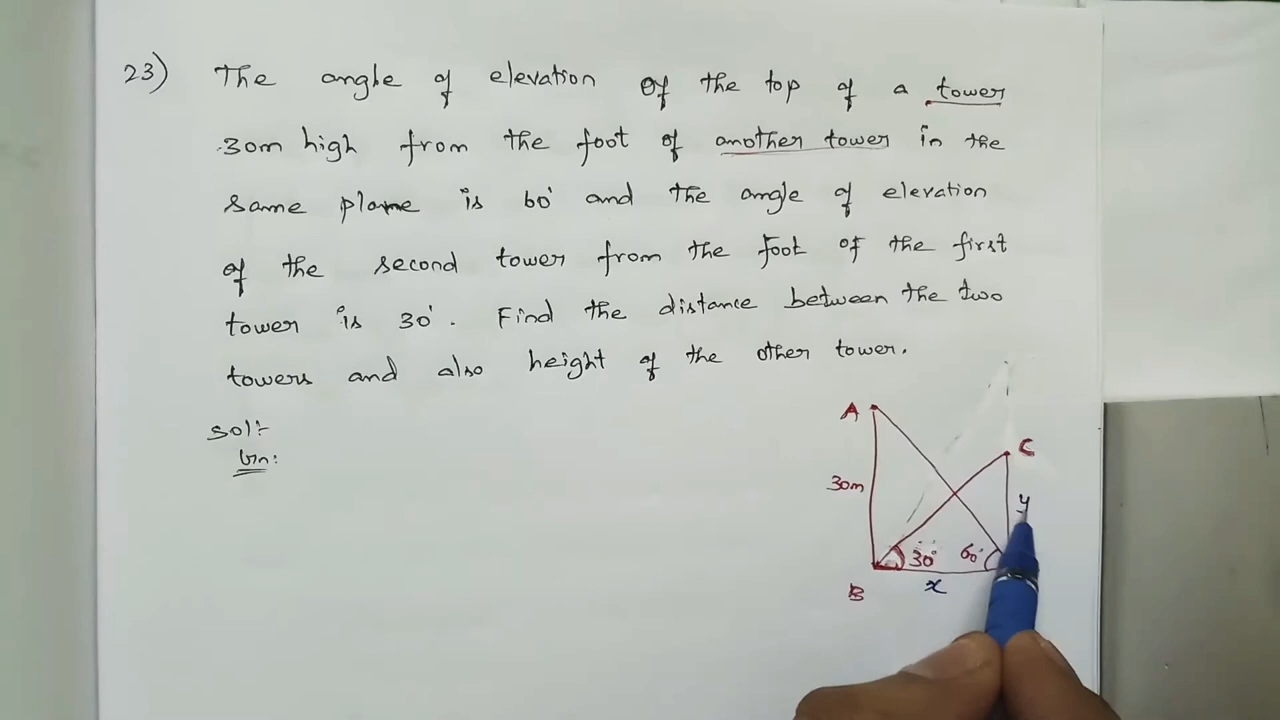 23) The angle of elevation of the top of a tower
30m high from the foot of another tower in the
same plane is 60° and the angle of elevation
of the second tower from the foot of the first
tower is 30°. Find the distance between the two
towers and also height of the other tower.
Sol:-
Gn:
A
C
30m
y
30° 60°
B x